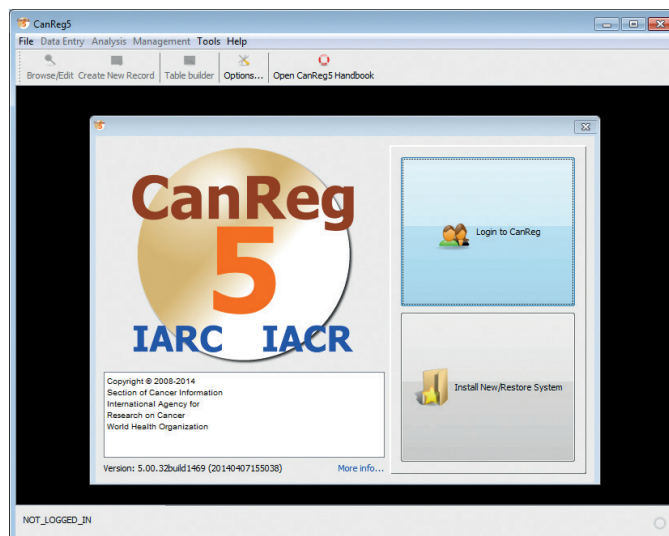 CanReg5
File Data Entry Analysis Management Tools Help
Browse/Edit Create New Record Table builder Options... Open CanReg5 Handbook
CanReg
5
IARC IACR
Login to CanReg
Install New/Restore System
Copyright © 2008-2014
Section of Cancer Information
International Agency for
Research on Cancer
World Health Organization
Version: 5.00.32build1469 (20140407155038) More info...
NOT_LOGGED_IN